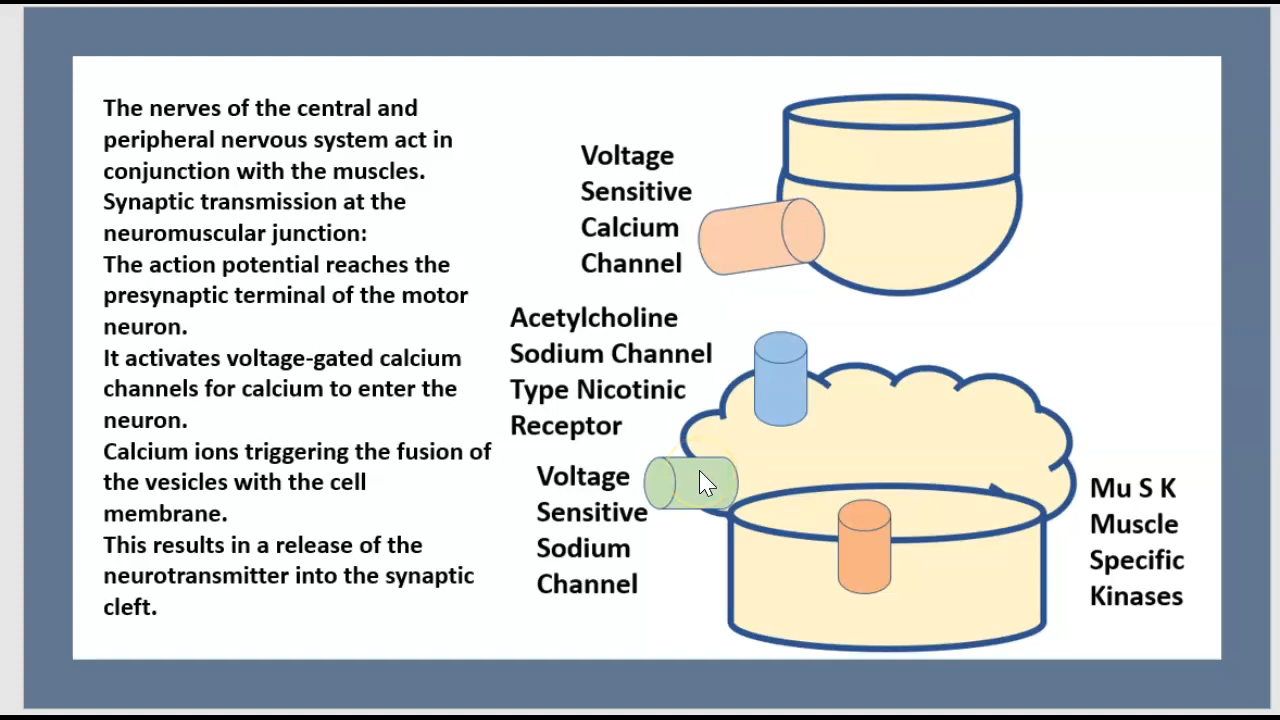 The nerves of the central and
peripheral nervous system act in
conjunction with the muscles.
Synaptic transmission at the
neuromuscular junction:
The action potential reaches the
presynaptic terminal of the motor
neuron.
It activates voltage-gated calcium
channels for calcium to enter the
neuron.
Calcium ions triggering the fusion of
the vesicles with the cell
membrane.
This results in a release of the
neurotransmitter into the synaptic
cleft.
Voltage
Sensitive
Calcium
Channel
Acetylcholine
Sodium Channel
Type Nicotinic
Receptor
Voltage
Sensitive
Sodium
Channel
Mu S K
Muscle
Specific
Kinases